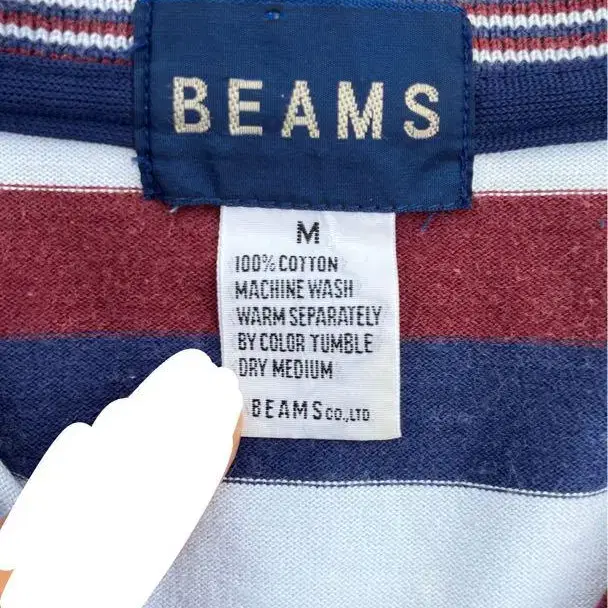 BEAMS
M
100% COTTON
MACHINE WASH
WARM SEPARATELY
BY COLOR TUMBLE
DRY MEDIUM
BEAMS CO.,LTD